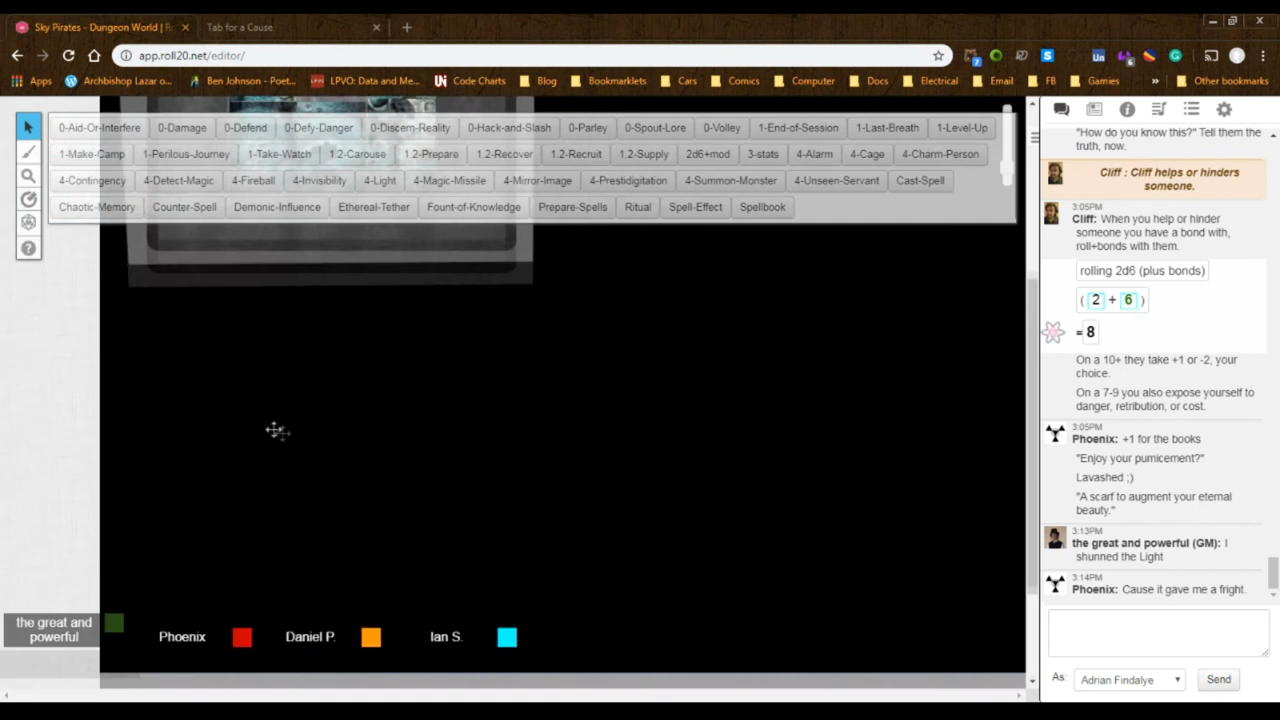 Sky Pirates - Dungeon World | R
Tab for a Cause
app.roll20.net/editor/
Apps
Archbishop Lazar o...
Ben Johnson - Poet...
LPVO: Data and Me...
Code Charts
Blog
Bookmarklets
Cars
Comics
Computer
Docs
Electrical
Email
FB
Games
Other bookmarks
0-Aid-Or-Interfere 0-Damage 0-Defend 0-Defy-Danger 0-Discern-Reality 0-Hack-and-Slash 0-Parley 0-Spout-Lore 0-Volley 1-End-of-Session 1-Last-Breath 1-Level-Up
1-Make-Camp 1-Perilous-Journey 1-Take-Watch 1.2-Carouse 1.2-Prepare 1.2-Recover 1.2-Recruit 1.2-Supply 2d6+mod 3-stats 4-Alarm 4-Cage 4-Charm-Person
4-Contingency 4-Detect-Magic 4-Fireball 4-Invisibility 4-Light 4-Magic-Missile 4-Mirror-Image 4-Prestidigitation 4-Summon-Monster 4-Unseen-Servant Cast-Spell
Chaotic-Memory Counter-Spell Demonic-Influence Ethereal-Tether Fount-of-Knowledge Prepare-Spells Ritual Spell-Effect Spellbook
the great and
powerful
Phoenix
Daniel P.
Ian S.
"How do you know this?" Tell them the
truth, now.
Cliff : Cliff helps or hinders
someone.
3:05PM
Cliff: When you help or hinder
someone you have a bond with,
roll+bonds with them.
rolling 2d6 (plus bonds)
( 2 + 6 )
= 8
On a 10+ they take +1 or -2, your
choice.
On a 7-9 you also expose yourself to
danger, retribution, or cost.
3:05PM
Phoenix: +1 for the books
"Enjoy your pumicement?"
Lavashed ;)
"A scarf to augment your eternal
beauty."
3:13PM
the great and powerful (GM): I
shunned the Light
3:14PM
Phoenix: Cause it gave me a fright.
As: Adrian Findalye Send